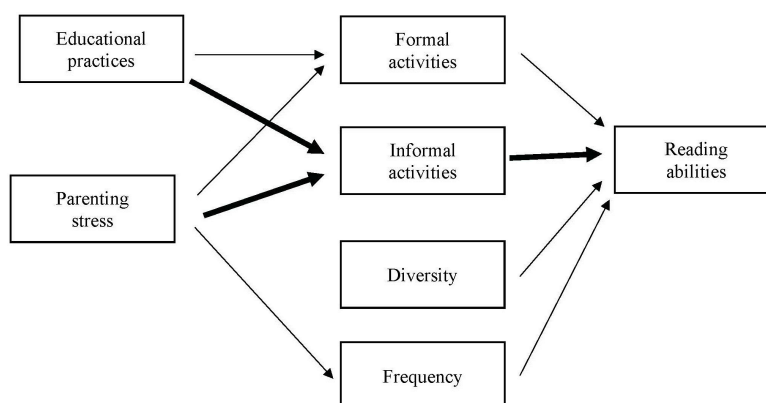 Educational
practices
Formal
activities
Informal
activities
Reading
abilities
Parenting
stress
Diversity
Frequency